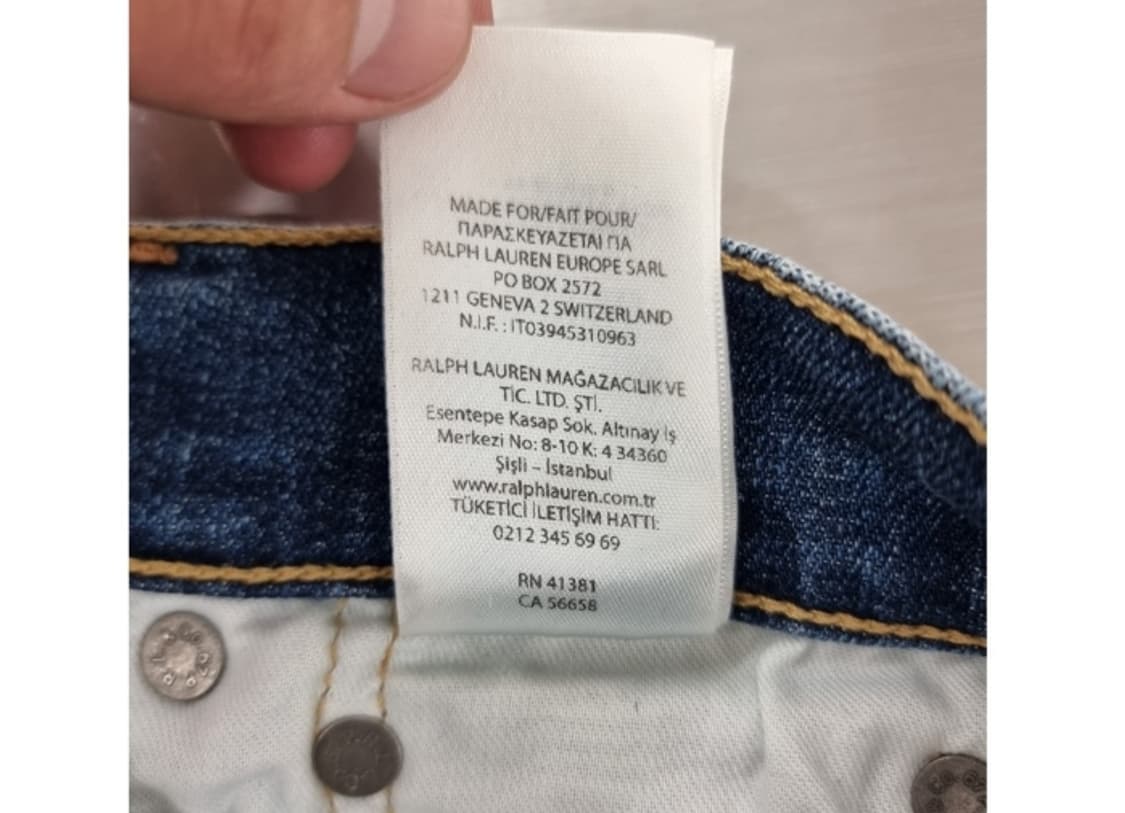 MADE FOR/FAIT POUR/
ΠΑΡΑΣΚΕΥΑΖΕΤΑΙ ΓΙΑ
RALPH LAUREN EUROPE SARL
PO BOX 2572
1211 GENEVA 2 SWITZERLAND
N.I.F. : IT03945310963
RALPH LAUREN MAĞAZACILIK VE
TİC. LTD. ŞTİ.
Esentepe Kasap Sok. Altınay İş
Merkezi No: 8-10 K: 4 34360
Şişli – İstanbul
www.ralphlauren.com.tr
TÜKETİCİ İLETİŞİM HATTI:
0212 345 69 69
RN 41381
CA 56658